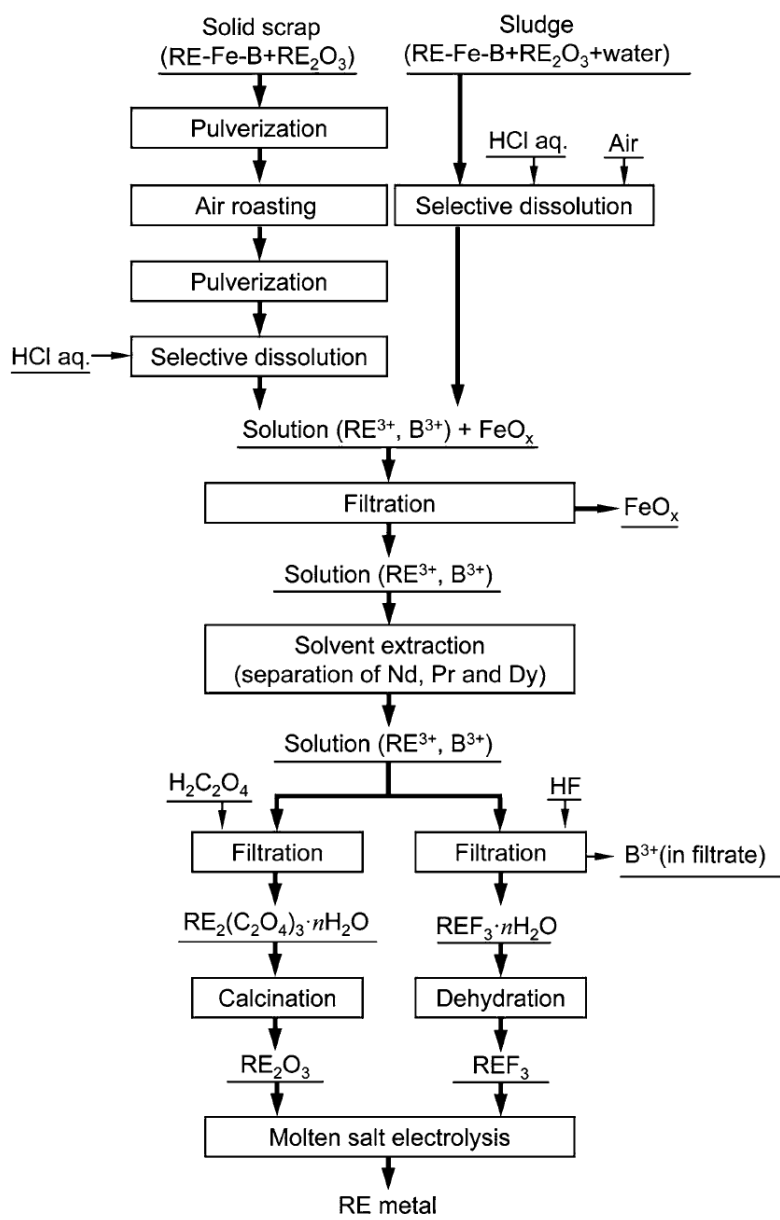 Solid scrap
(RE-Fe-B+RE₂O₃)
Sludge
(RE-Fe-B+RE₂O₃+water)
Pulverization
HCl aq.
Air
Air roasting
Selective dissolution
Pulverization
HCl aq.
Selective dissolution
Solution (RE³⁺, B³⁺) + FeOₓ
Filtration
FeOₓ
Solution (RE³⁺, B³⁺)
Solvent extraction
(separation of Nd, Pr and Dy)
Solution (RE³⁺, B³⁺)
H₂C₂O₄
HF
Filtration
Filtration
B³⁺(in filtrate)
RE₂(C₂O₄)₃·nH₂O
REF₃·nH₂O
Calcination
Dehydration
RE₂O₃
REF₃
Molten salt electrolysis
RE metal